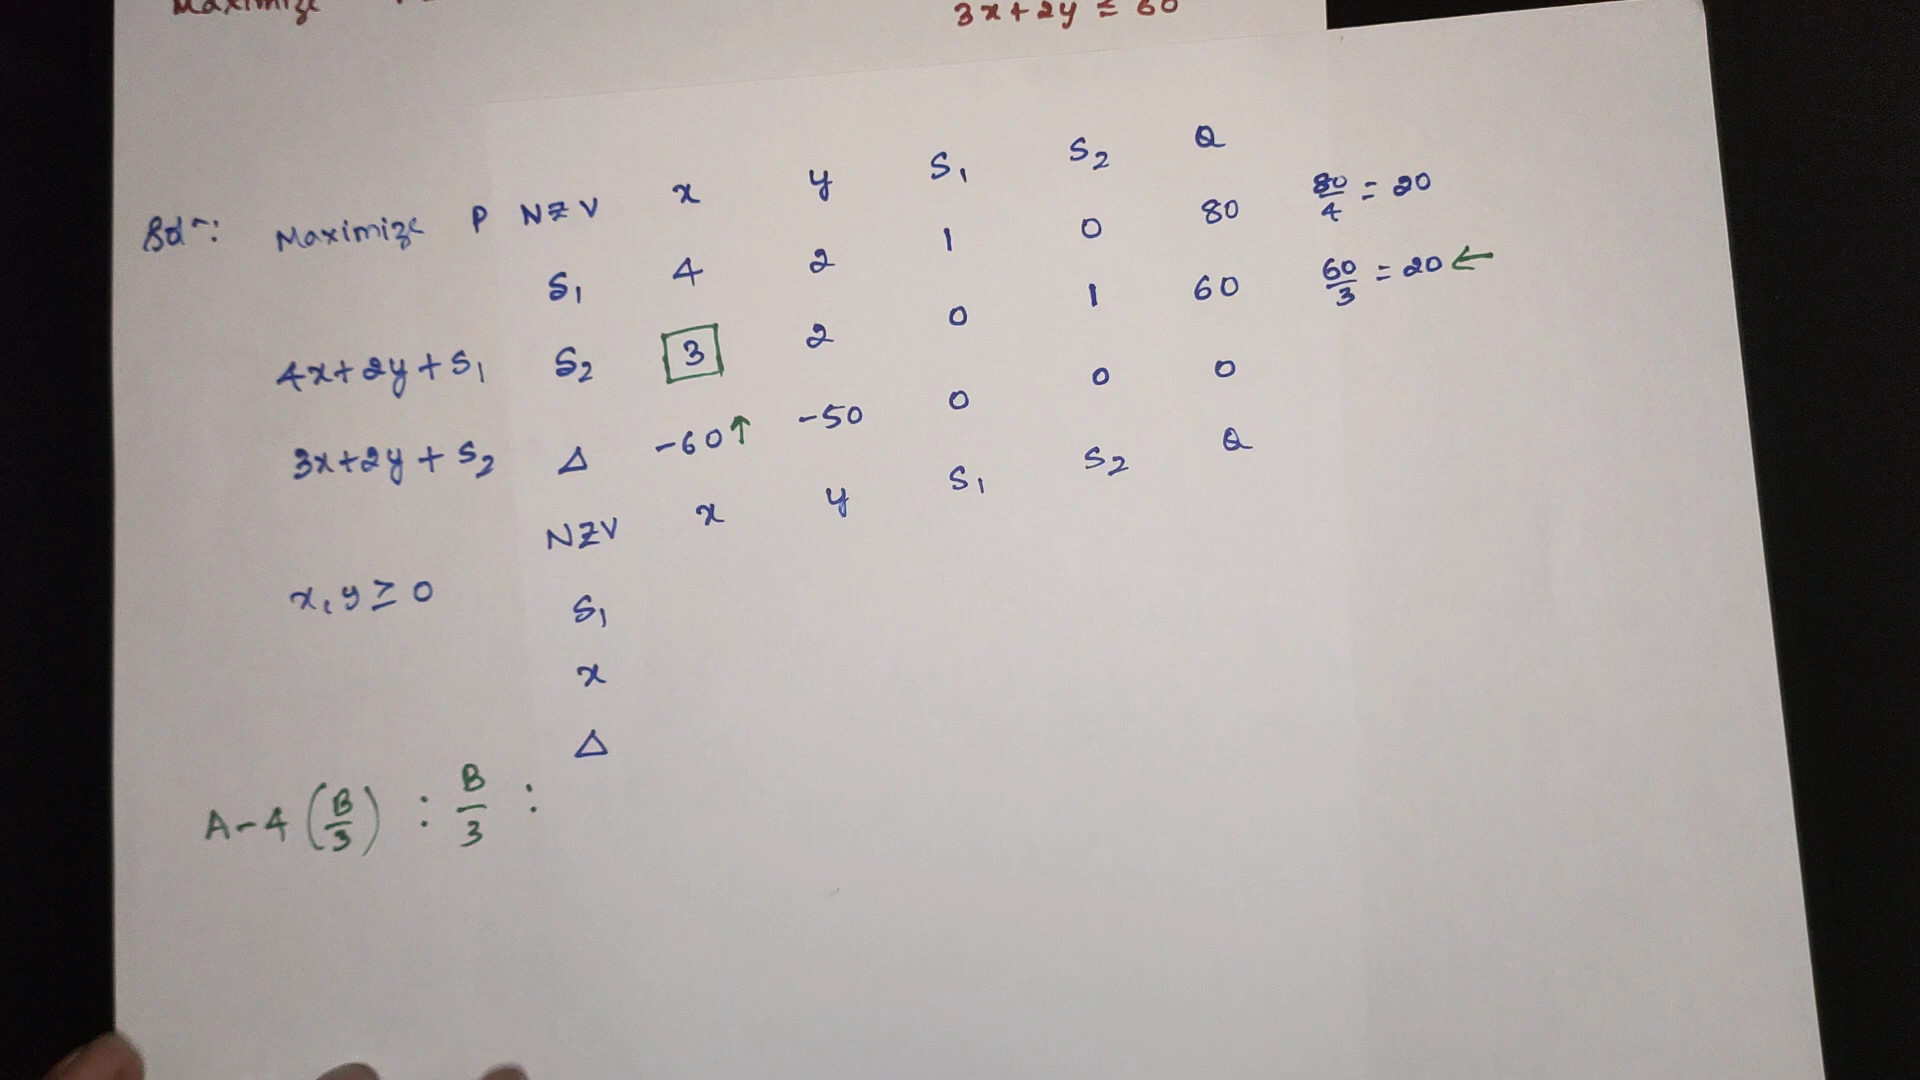 Maximize
3x+2y ≤ 60
Solⁿ: Maximize P NZV x y S₁ S₂ Q
S₁ 4 2 1 0 80 80/4 = 20
4x+2y+S₁ S₂ 3 2 0 1 60 60/3 = 20 ←
3x+2y+S₂ Δ -60↑ -50 0 0 0
NZV x y S₁ S₂ Q
x, y ≥ 0 S₁
x
Δ
A-4(B/3) : B/3 :